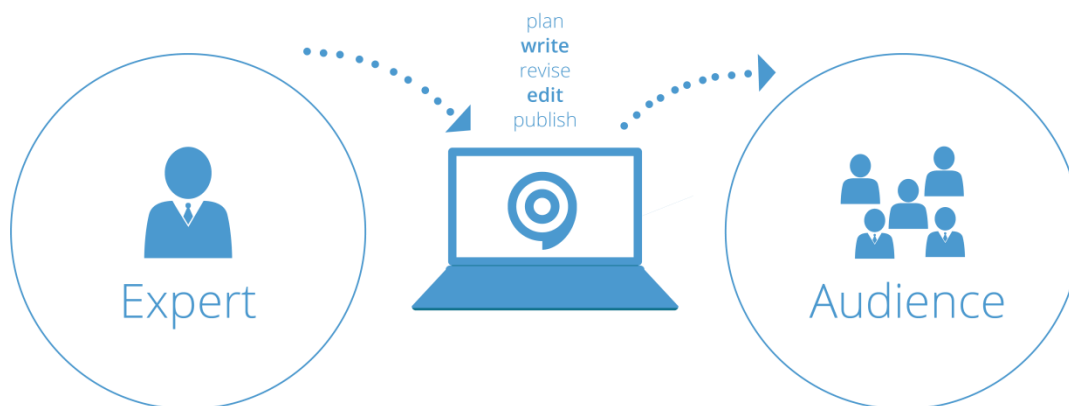 plan
write
revise
edit
publish
Expert
Audience